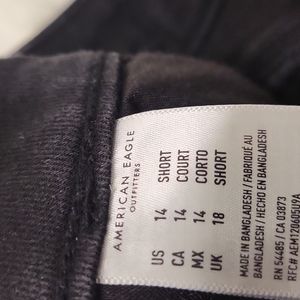 AMERICAN EAGLE
OUTFITTERS
US 14 SHORT
CA 14 COURT
MX 14 CORTO
UK 18 SHORT
MADE IN BANGLADESH / FABRIQUÉ AU
BANGLADESH / HECHO EN BANGLADESH
RN 54485 / CA 03873